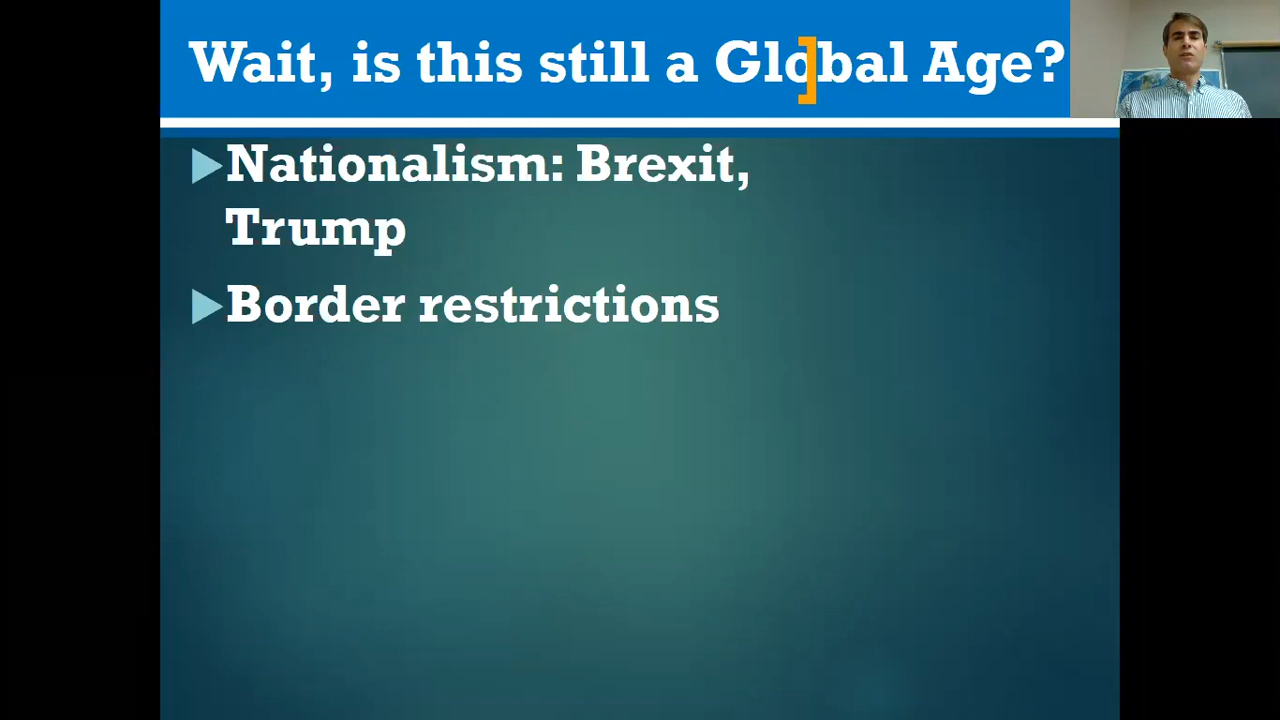 Wait, is this still a Global Age?
Nationalism: Brexit,
Trump
Border restrictions